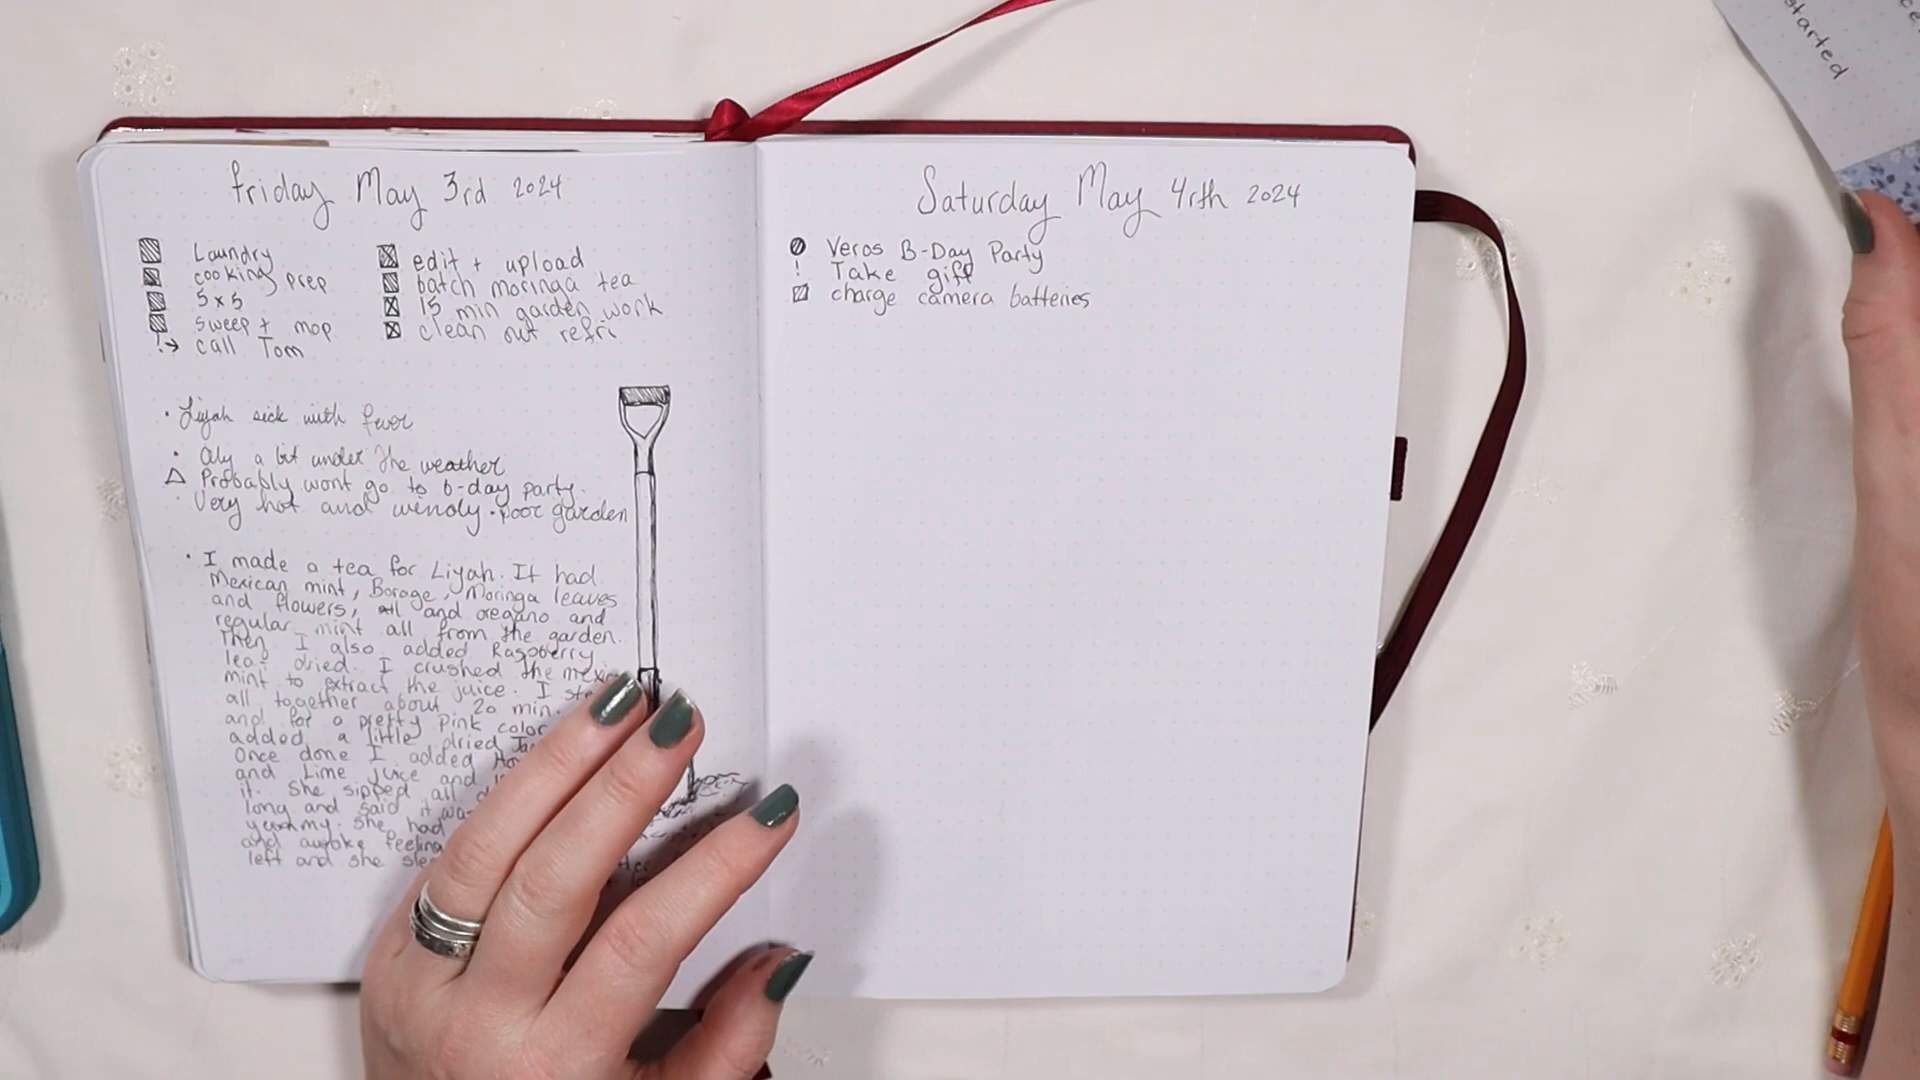 Friday May 3rd 2024
Laundry
cooking prep
5x5
sweep + mop
call Tom
edit + upload
batch moringa tea
15 min garden work
clean out refri
Liyah sick with fever
Aly a bit under the weather
Probably wont go to b-day party.
Very hot and windy. poor garden
I made a tea for Liyah. It had
Mexican mint, Borage, Moringa leaves
and flowers, and oregano and
regular mint all from the garden.
Then I also added Raspberry
leaf dried. I crushed the
mint to extract the juice. I
all together about 20 min.
and for a pretty pink color
added a little dried
Once done I added
and Lime juice and
it. She sipped all
long and said it
yummy. She had
and awoke feeling
left and she
Saturday May 4rth 2024
Veros B-Day Party
! Take gift
charge camera batteries
started